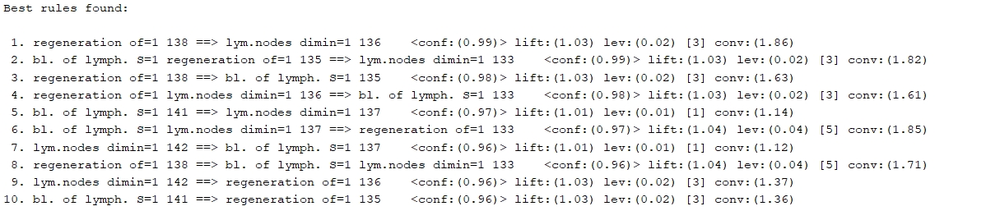 Best rules found:
1. regeneration of=1 138 ==> lym.nodes dimin=1 136    <conf:(0.99)> lift:(1.03) lev:(0.02) [3] conv:(1.86)
2. bl. of lymph. S=1 regeneration of=1 135 ==> lym.nodes dimin=1 133    <conf:(0.99)> lift:(1.03) lev:(0.02) [3] conv:(1.82)
3. regeneration of=1 138 ==> bl. of lymph. S=1 135    <conf:(0.98)> lift:(1.03) lev:(0.02) [3] conv:(1.63)
4. regeneration of=1 lym.nodes dimin=1 136 ==> bl. of lymph. S=1 133    <conf:(0.98)> lift:(1.03) lev:(0.02) [3] conv:(1.61)
5. bl. of lymph. S=1 141 ==> lym.nodes dimin=1 137    <conf:(0.97)> lift:(1.01) lev:(0.01) [1] conv:(1.14)
6. bl. of lymph. S=1 lym.nodes dimin=1 137 ==> regeneration of=1 133    <conf:(0.97)> lift:(1.04) lev:(0.04) [5] conv:(1.85)
7. lym.nodes dimin=1 142 ==> bl. of lymph. S=1 137    <conf:(0.96)> lift:(1.01) lev:(0.01) [1] conv:(1.12)
8. regeneration of=1 138 ==> bl. of lymph. S=1 lym.nodes dimin=1 133    <conf:(0.96)> lift:(1.04) lev:(0.04) [5] conv:(1.71)
9. lym.nodes dimin=1 142 ==> regeneration of=1 136    <conf:(0.96)> lift:(1.03) lev:(0.02) [3] conv:(1.37)
10. bl. of lymph. S=1 141 ==> regeneration of=1 135    <conf:(0.96)> lift:(1.03) lev:(0.02) [3] conv:(1.36)